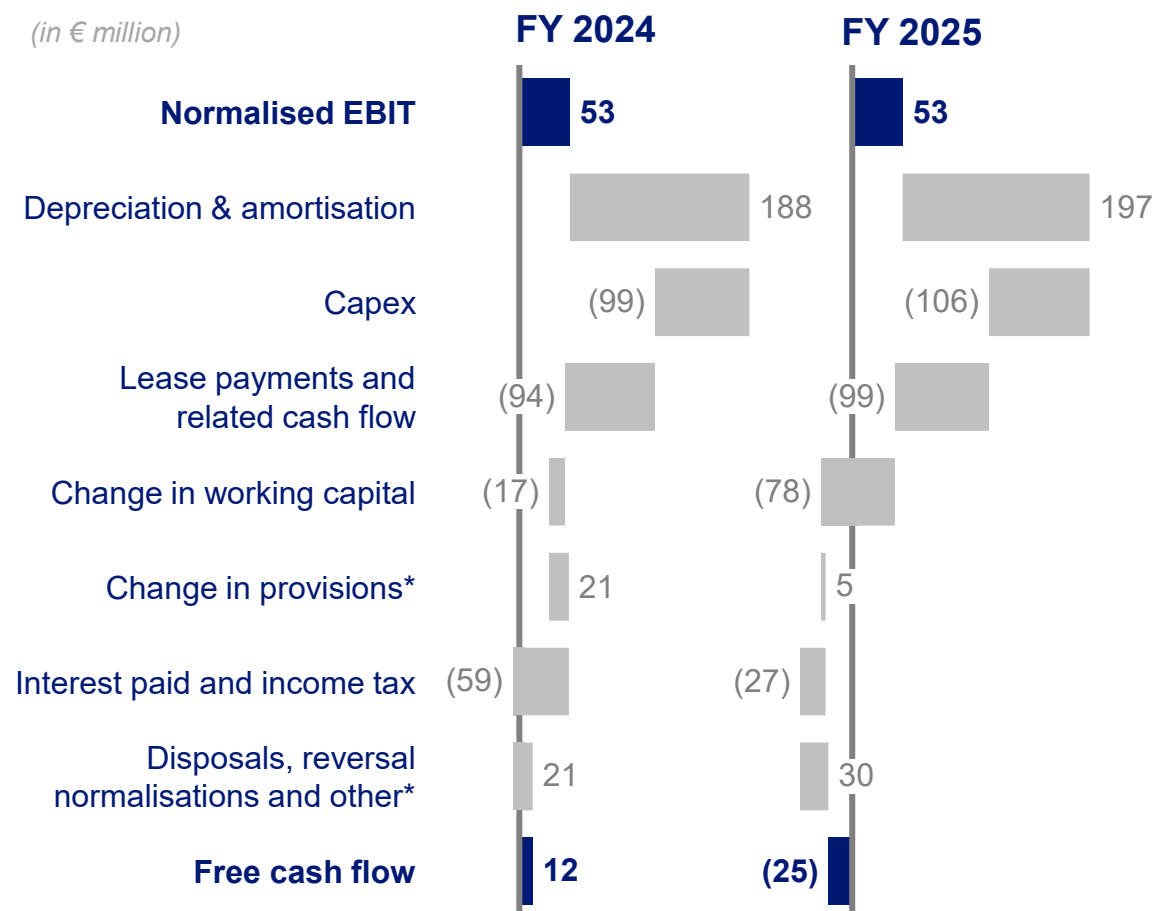 (in € million)
FY 2024
FY 2025
Normalised EBIT
53
53
Depreciation & amortisation
188
197
Capex
(99)
(106)
Lease payments and
related cash flow
(94)
(99)
Change in working capital
(17)
(78)
Change in provisions*
21
5
Interest paid and income tax
(59)
(27)
Disposals, reversal
normalisations and other*
21
30
Free cash flow
12
(25)